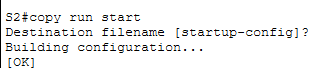 S2#copy run start
Destination filename [startup-config]?
Building configuration...
[OK]